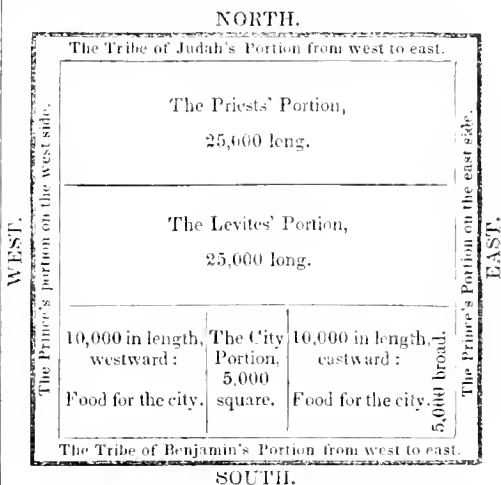 NORTH.
The Tribe of Judah's Portion from west to east.
The Prince's portion on the west side.
WEST.
The Priests' Portion,
25,000 long.
The Levites' Portion,
25,000 long.
10,000 in length,
westward :
Food for the city.
The City
Portion,
5,000
square.
10,000 in length,
eastward :
Food for the city.
5,000 broad.
The Prince's Portion on the east side.
EAST.
The Tribe of Benjamin's Portion from west to east.
SOUTH.